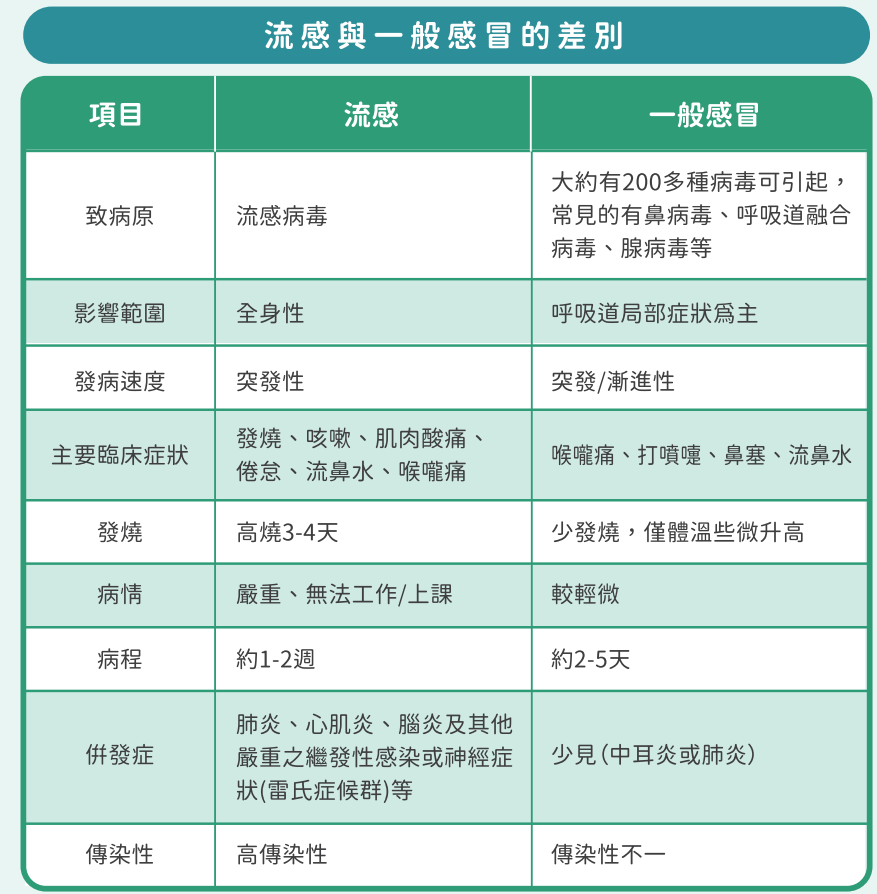 流感與一般感冒的差別
項目
流感
一般感冒
致病原
流感病毒
大約有200多種病毒可引起，
常見的有鼻病毒、呼吸道融合
病毒、腺病毒等
影響範圍
全身性
呼吸道局部症狀爲主
發病速度
突發性
突發/漸進性
主要臨床症狀
發燒、咳嗽、肌肉酸痛、
倦怠、流鼻水、喉嚨痛
喉嚨痛、打噴嚏、鼻塞、流鼻水
發燒
高燒3-4天
少發燒，僅體溫些微升高
病情
嚴重、無法工作/上課
較輕微
病程
約1-2週
約2-5天
併發症
肺炎、心肌炎、腦炎及其他
嚴重之繼發性感染或神經症
狀(雷氏症候群)等
少見（中耳炎或肺炎）
傳染性
高傳染性
傳染性不一